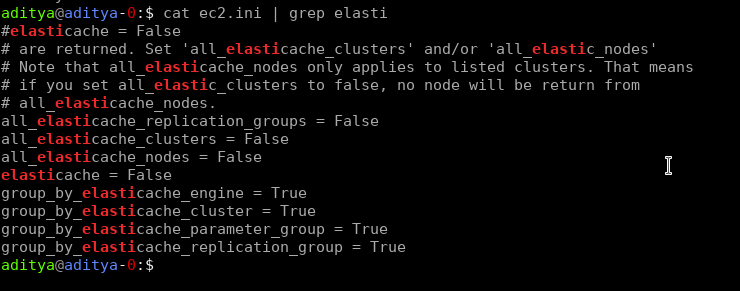 aditya@aditya-0:$ cat ec2.ini | grep elasti
#elasticache = False
# are returned. Set 'all_elasticache_clusters' and/or 'all_elastic_nodes'
# Note that all_elasticache_nodes only applies to listed clusters. That means
# if you set all_elastic_clusters to false, no node will be return from
# all_elasticache_nodes.
all_elasticache_replication_groups = False
all_elasticache_clusters = False
all_elasticache_nodes = False
elasticache = False
group_by_elasticache_engine = True
group_by_elasticache_cluster = True
group_by_elasticache_parameter_group = True
group_by_elasticache_replication_group = True
aditya@aditya-0:$